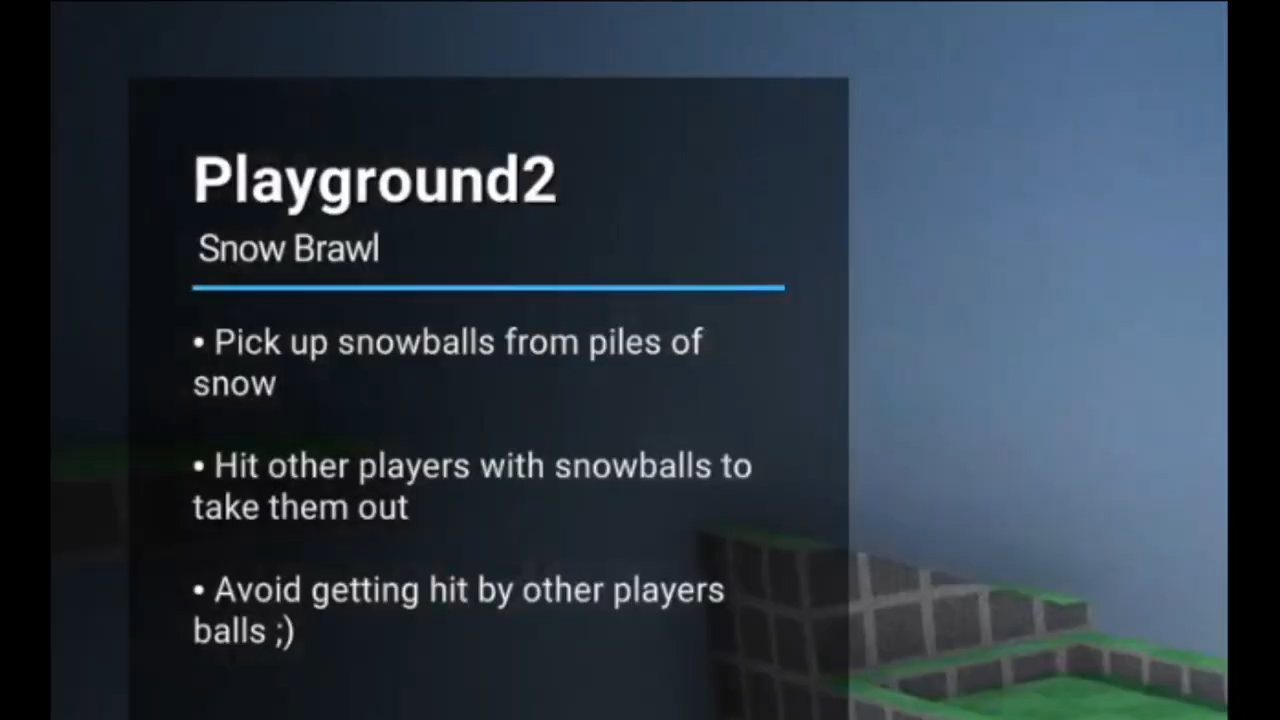 Playground2
Snow Brawl
• Pick up snowballs from piles of
snow
• Hit other players with snowballs to
take them out
• Avoid getting hit by other players
balls ;)